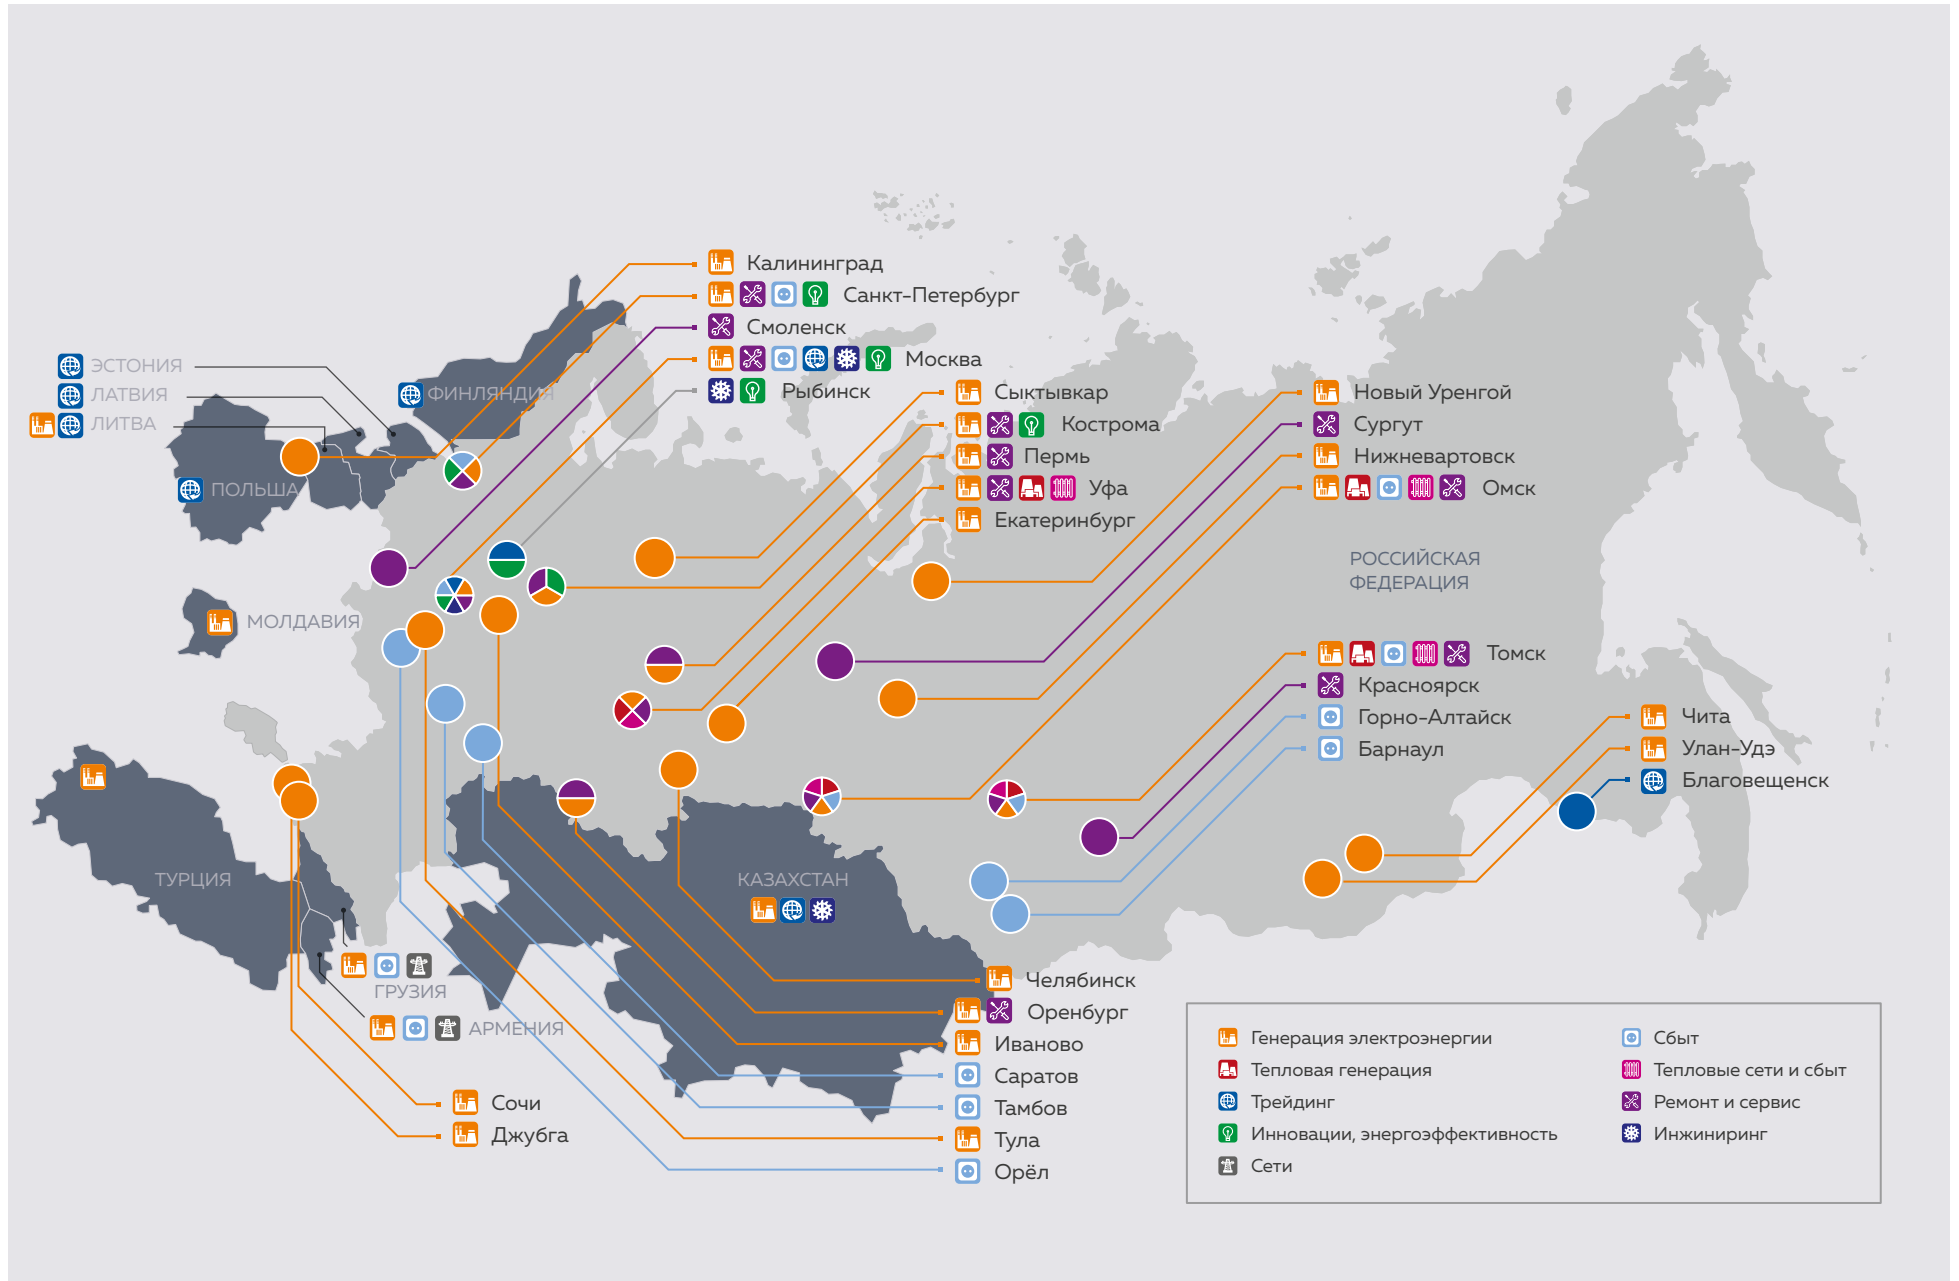 Калининград
Санкт-Петербург
Смоленск
Москва
Рыбинск
ЭСТОНИЯ
ЛАТВИЯ
ЛИТВА
ФИНЛЯНДИЯ
ПОЛЬША
МОЛДАВИЯ
Сыктывкар
Кострома
Пермь
Уфа
Екатеринбург
Новый Уренгой
Сургут
Нижневартовск
Омск
РОССИЙСКАЯ
ФЕДЕРАЦИЯ
Томск
Красноярск
Горно-Алтайск
Барнаул
Чита
Улан-Удэ
Благовещенск
ТУРЦИЯ
КАЗАХСТАН
ГРУЗИЯ
АРМЕНИЯ
Челябинск
Оренбург
Иваново
Саратов
Тамбов
Тула
Орёл
Сочи
Джубга
Генерация электроэнергии
Тепловая генерация
Трейдинг
Инновации, энергоэффективность
Сети
Сбыт
Тепловые сети и сбыт
Ремонт и сервис
Инжиниринг